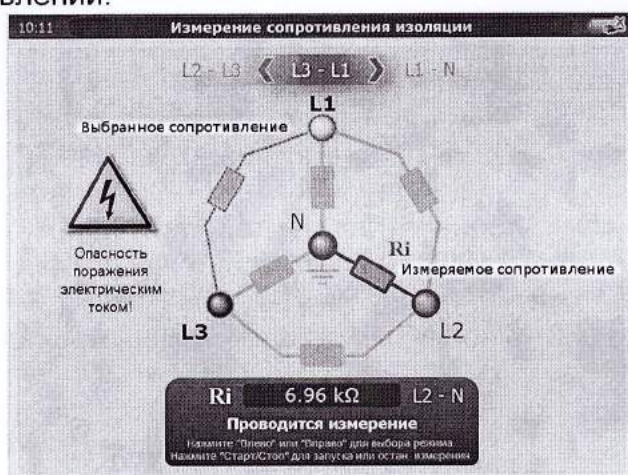 влений.
10:11 Измерение сопротивления изоляции
L2 - L3 ❮ L3 - L1 ❯ L1 - N
L1
Выбранное сопротивление
N
Ri
Измеряемое сопротивление
Опасность
поражения
электрическим
током!
L3
L2
Ri 6.96 kΩ L2 - N
Проводится измерение
Нажмите "Влево" или "Вправо" для выбора режима
Нажмите "Старт/Стоп" для запуска или остан. измерения